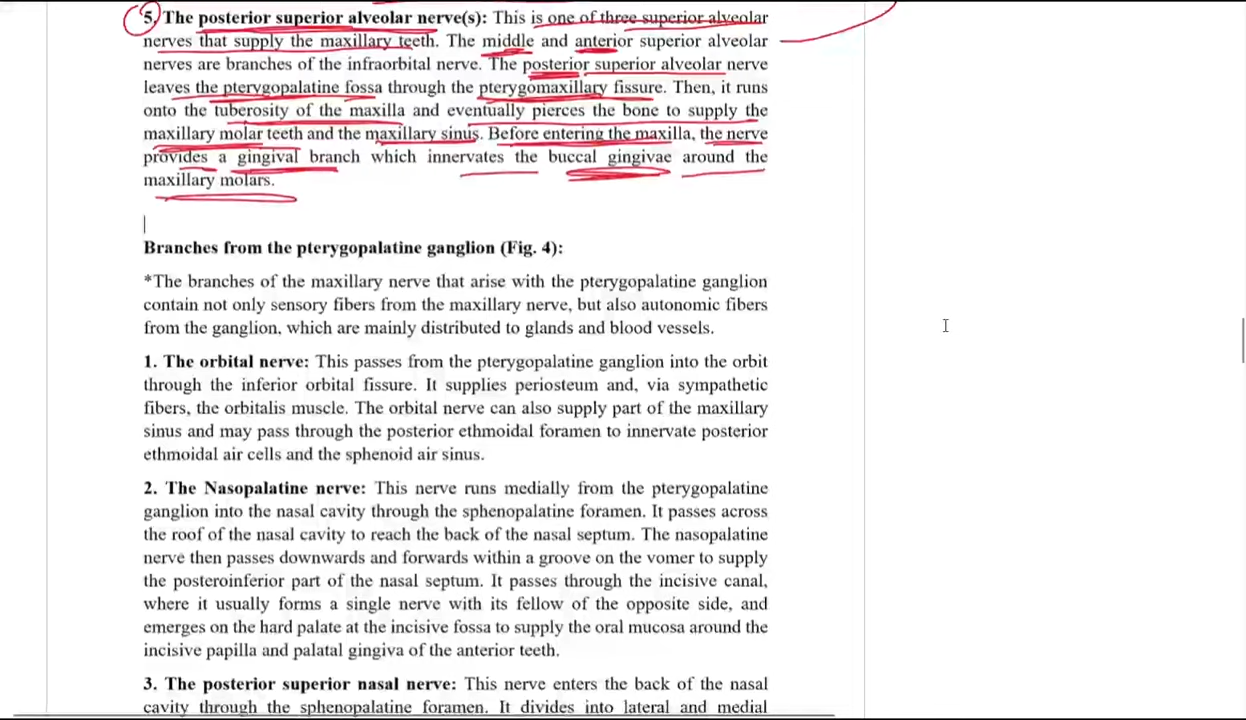 5. The posterior superior alveolar nerve(s): This is one of three superior alveolar
nerves that supply the maxillary teeth. The middle and anterior superior alveolar
nerves are branches of the infraorbital nerve. The posterior superior alveolar nerve
leaves the pterygopalatine fossa through the pterygomaxillary fissure. Then, it runs
onto the tuberosity of the maxilla and eventually pierces the bone to supply the
maxillary molar teeth and the maxillary sinus. Before entering the maxilla, the nerve
provides a gingival branch which innervates the buccal gingivae around the
maxillary molars.
Branches from the pterygopalatine ganglion (Fig. 4):
*The branches of the maxillary nerve that arise with the pterygopalatine ganglion
contain not only sensory fibers from the maxillary nerve, but also autonomic fibers
from the ganglion, which are mainly distributed to glands and blood vessels.
1. The orbital nerve: This passes from the pterygopalatine ganglion into the orbit
through the inferior orbital fissure. It supplies periosteum and, via sympathetic
fibers, the orbitalis muscle. The orbital nerve can also supply part of the maxillary
sinus and may pass through the posterior ethmoidal foramen to innervate posterior
ethmoidal air cells and the sphenoid air sinus.
2. The Nasopalatine nerve: This nerve runs medially from the pterygopalatine
ganglion into the nasal cavity through the sphenopalatine foramen. It passes across
the roof of the nasal cavity to reach the back of the nasal septum. The nasopalatine
nerve then passes downwards and forwards within a groove on the vomer to supply
the posteroinferior part of the nasal septum. It passes through the incisive canal,
where it usually forms a single nerve with its fellow of the opposite side, and
emerges on the hard palate at the incisive fossa to supply the oral mucosa around the
incisive papilla and palatal gingiva of the anterior teeth.
3. The posterior superior nasal nerve: This nerve enters the back of the nasal
cavity through the sphenopalatine foramen. It divides into lateral and medial